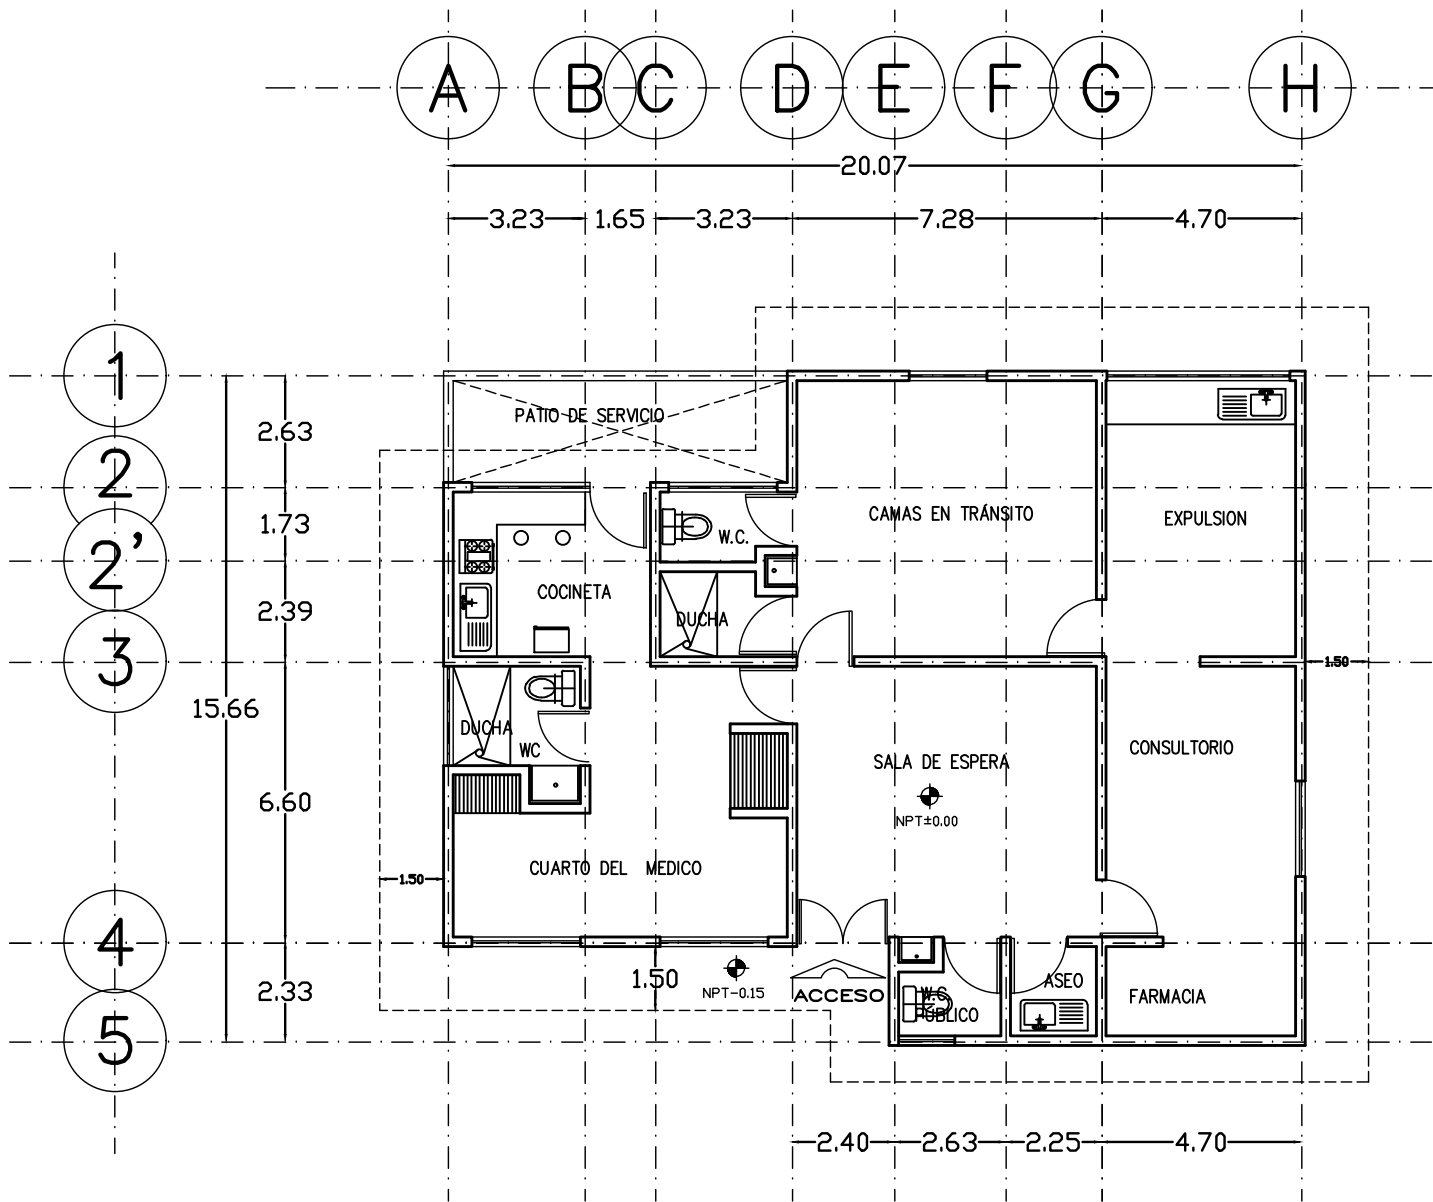 A B C D E F G H
20.07
3.23 1.65 3.23 7.28 4.70
1
2
2'
3
4
5
2.63
1.73
2.39
15.66
6.60
2.33
PATIO DE SERVICIO
CAMAS EN TRÁNSITO
EXPULSION
W.C.
COCINETA
DUCHA
1.50
DUCHA
WC
CONSULTORIO
SALA DE ESPERA
NPT±0.00
CUARTO DEL MEDICO
1.50
1.50
NPT-0.15
ACCESO
W.C.
PUBLICO
ASEO
FARMACIA
2.40 2.63 2.25 4.70